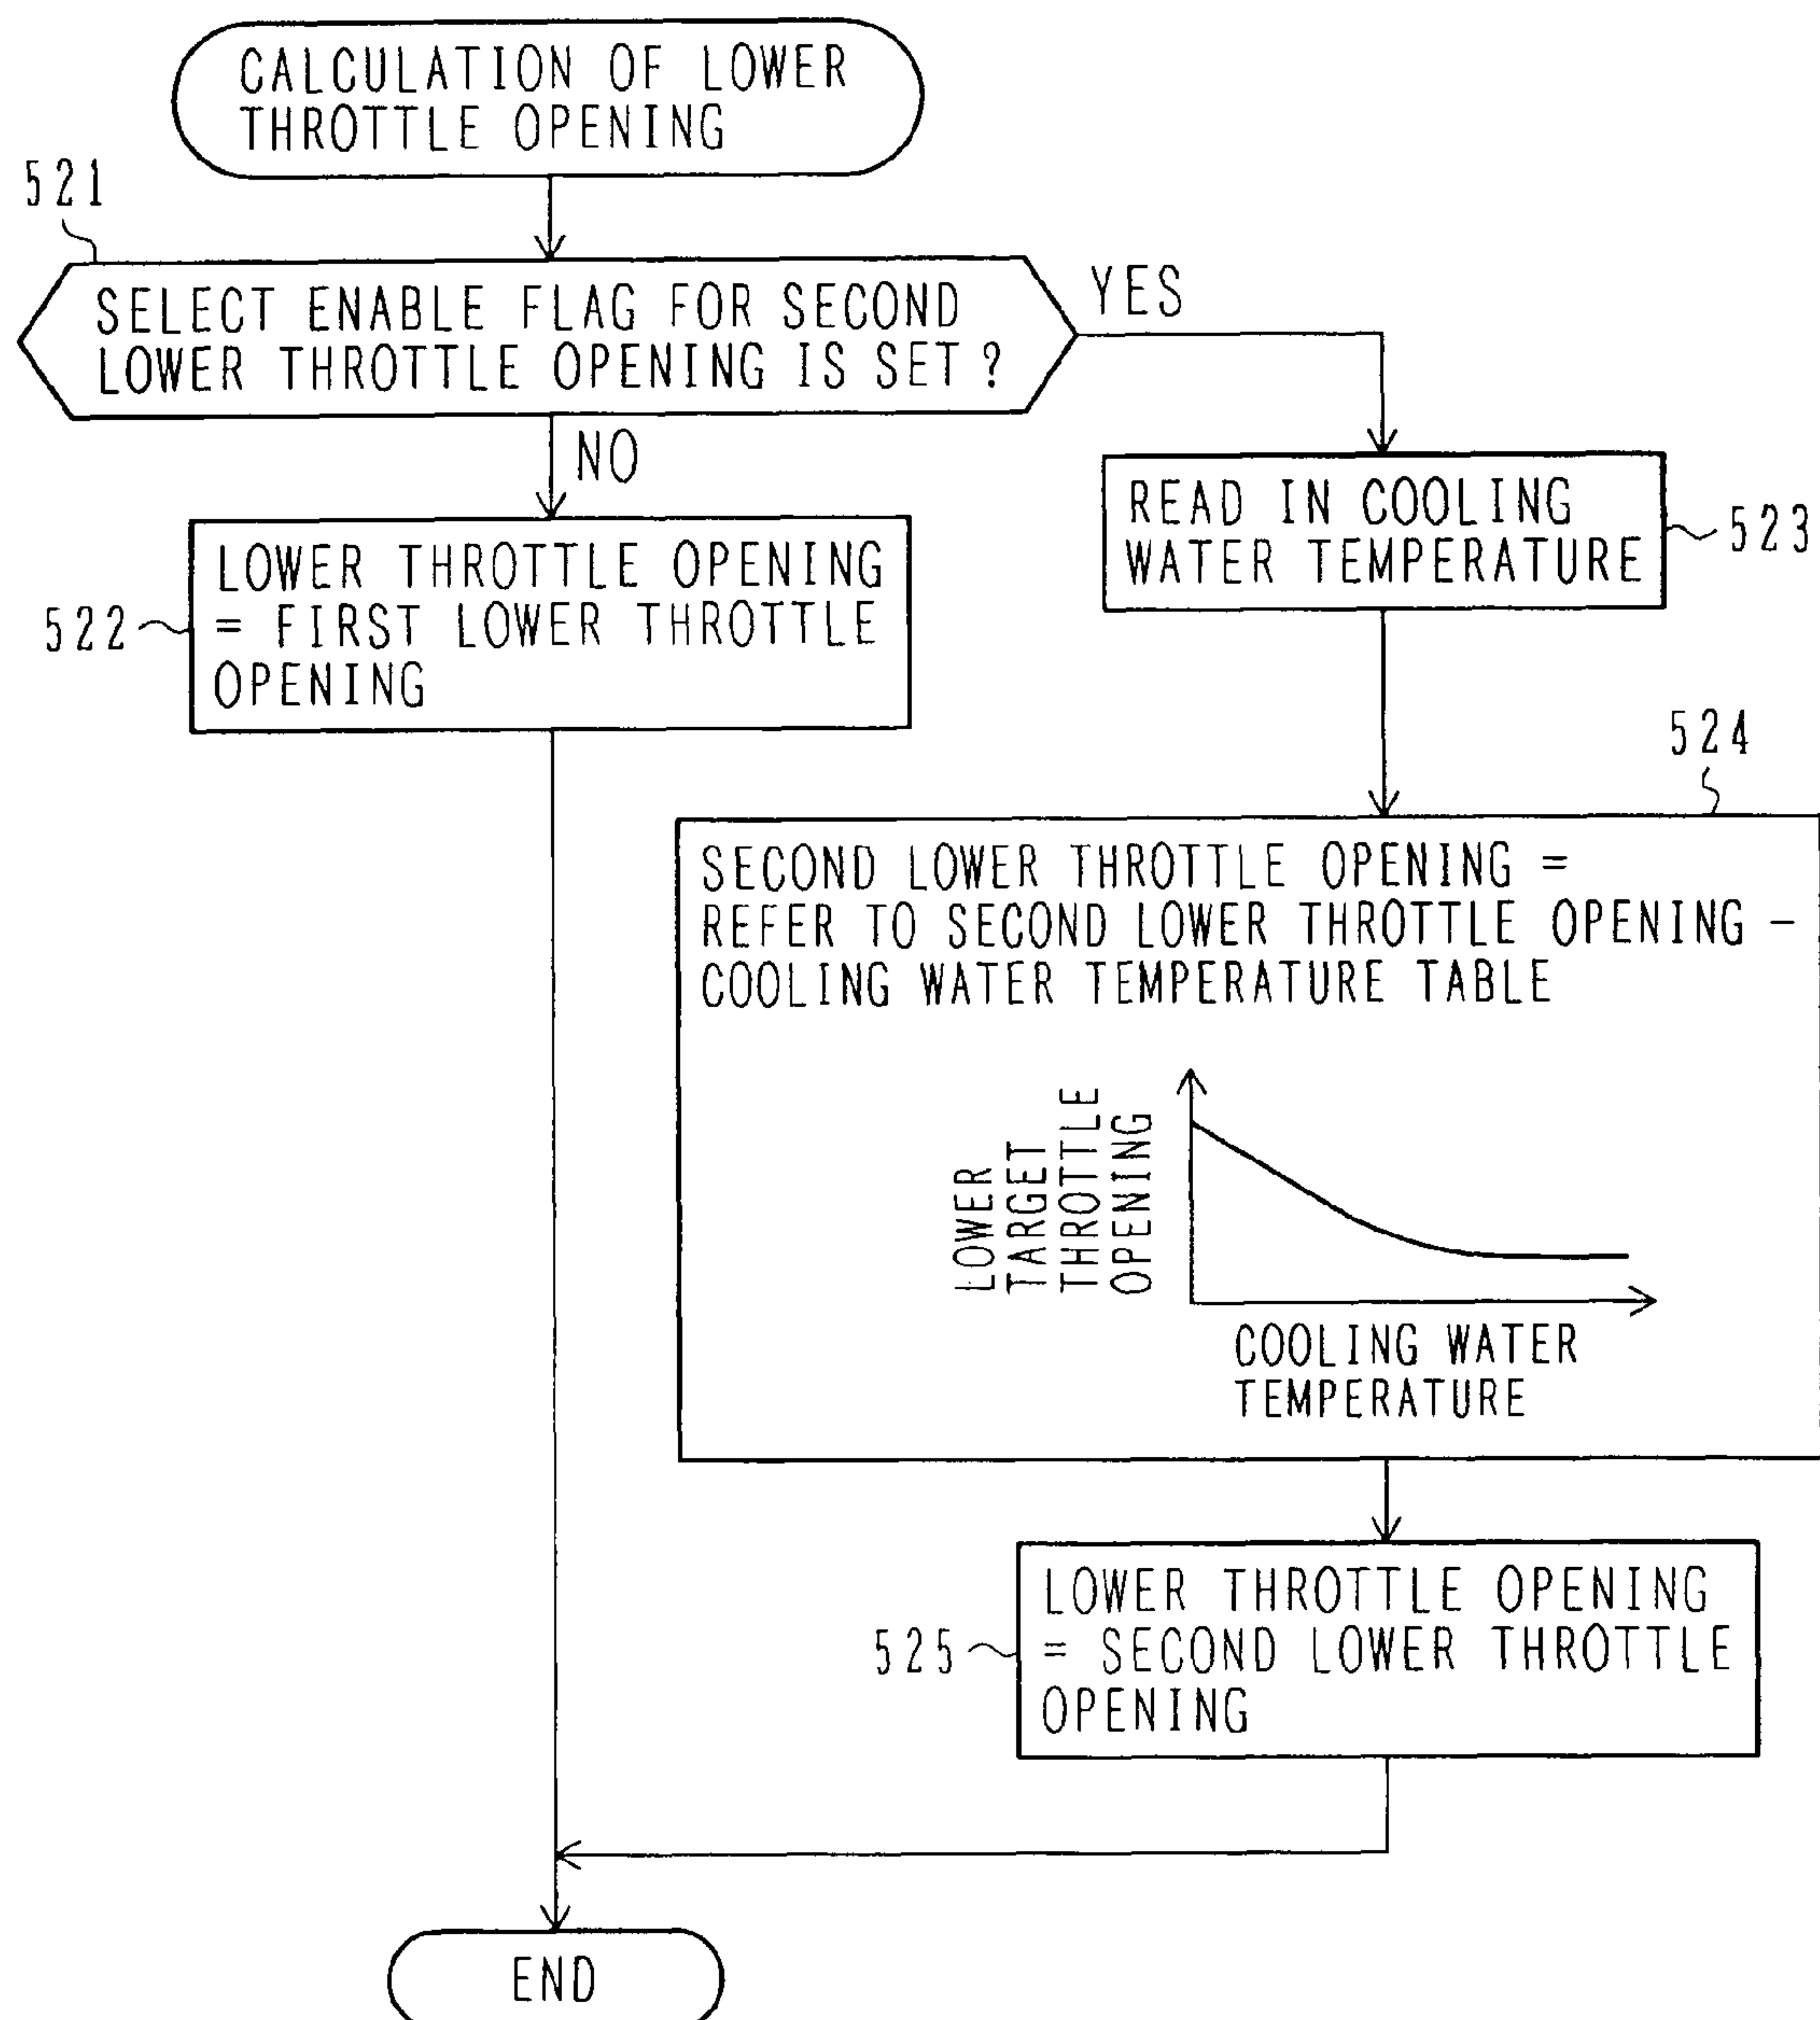 CALCULATION OF LOWER
THROTTLE OPENING
521
SELECT ENABLE FLAG FOR SECOND
LOWER THROTTLE OPENING IS SET?
YES
NO
522
LOWER THROTTLE OPENING
= FIRST LOWER THROTTLE
OPENING
READ IN COOLING
WATER TEMPERATURE
523
524
SECOND LOWER THROTTLE OPENING =
REFER TO SECOND LOWER THROTTLE OPENING -
COOLING WATER TEMPERATURE TABLE
LOWER
TARGET
THROTTLE
OPENING
COOLING WATER
TEMPERATURE
525
LOWER THROTTLE OPENING
= SECOND LOWER THROTTLE
OPENING
END